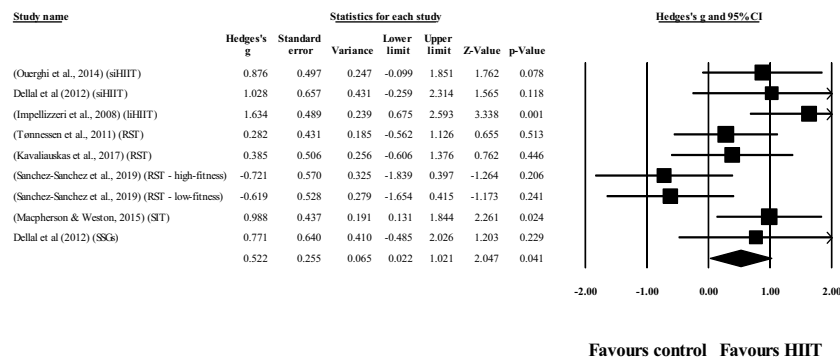 Study name Statistics for each study Hedges's g and 95% CI
Hedges's g Standard error Variance Lower limit Upper limit Z-Value p-Value
(Ouerghi et al., 2014) (siHIIT) 0.876 0.497 0.247 -0.099 1.851 1.762 0.078
Dellal et al (2012) (siHIIT) 1.028 0.657 0.431 -0.259 2.314 1.565 0.118
(Impellizzeri et al., 2008) (liHIIT) 1.634 0.489 0.239 0.675 2.593 3.338 0.001
(Tønnessen et al., 2011) (RST) 0.282 0.431 0.185 -0.562 1.126 0.655 0.513
(Kavaliauskas et al., 2017) (RST) 0.385 0.506 0.256 -0.606 1.376 0.762 0.446
(Sanchez-Sanchez et al., 2019) (RST - high-fitness) -0.721 0.570 0.325 -1.839 0.397 -1.264 0.206
(Sanchez-Sanchez et al., 2019) (RST - low-fitness) -0.619 0.528 0.279 -1.654 0.415 -1.173 0.241
(Macpherson & Weston, 2015) (SIT) 0.988 0.437 0.191 0.131 1.844 2.261 0.024
Dellal et al (2012) (SSGs) 0.771 0.640 0.410 -0.485 2.026 1.203 0.229
0.522 0.255 0.065 0.022 1.021 2.047 0.041
-2.00 -1.00 0.00 1.00 2.00
Favours control Favours HIIT